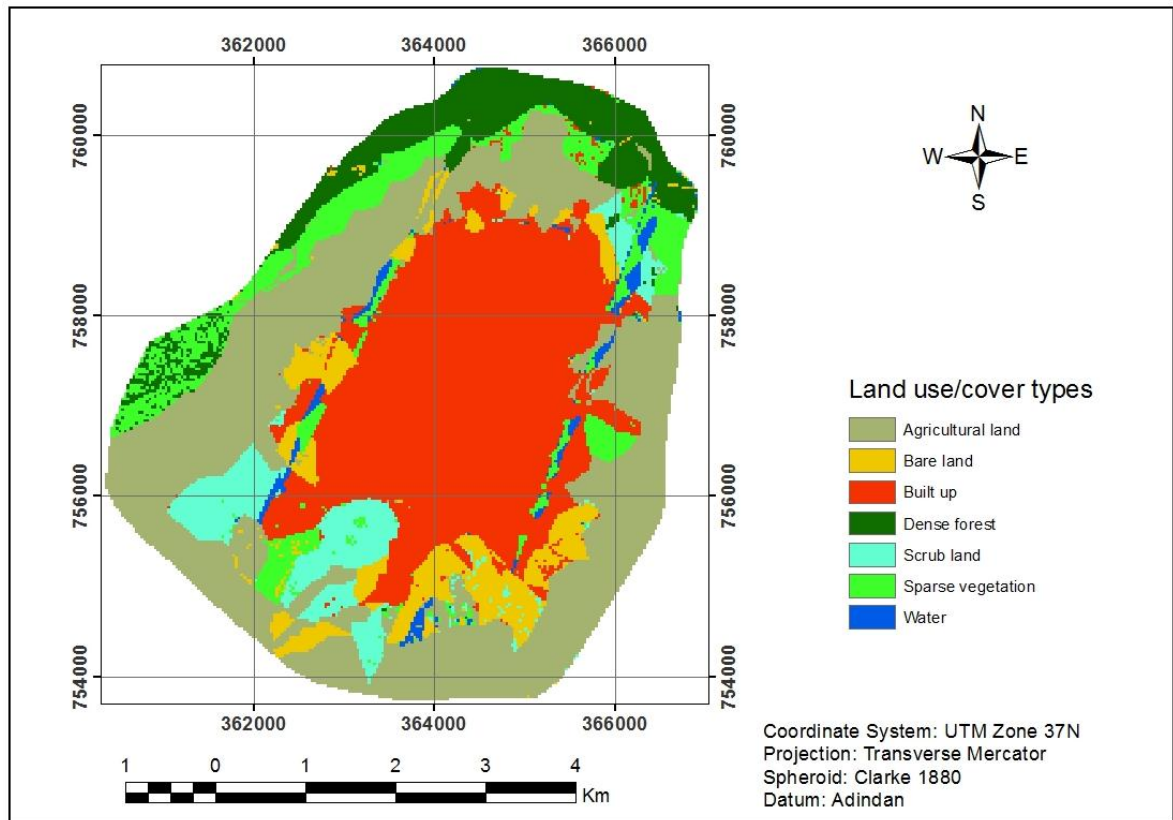 362000 364000 366000
760000 760000
758000 758000
756000 756000
754000 754000
362000 364000 366000
N
W E
S
Land use/cover types
Agricultural land
Bare land
Built up
Dense forest
Scrub land
Sparse vegetation
Water
1 0 1 2 3 4
Km
Coordinate System: UTM Zone 37N
Projection: Transverse Mercator
Spheroid: Clarke 1880
Datum: Adindan